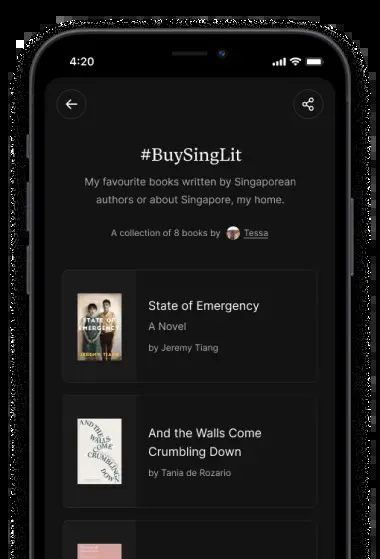 4:20
#BuySingLit
My favourite books written by Singaporean
authors or about Singapore, my home.
A collection of 8 books by Tessa
STATE OF
EMERGENCY
JEREMY TIANG
State of Emergency
A Novel
by Jeremy Tiang
AND THE
WALLS
COME
CRUMBLING
DOWN
And the Walls Come
Crumbling Down
by Tania de Rozario